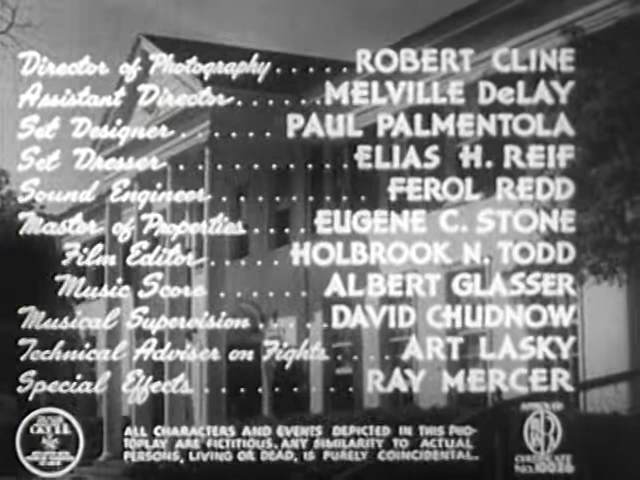 Director of Photography.....ROBERT CLINE
Assistant Director......MELVILLE DeLAY
Set Designer.......PAUL PALMENTOLA
Set Dresser...........ELIAS H. REIF
Sound Engineer..........FEROL REDD
Master of Properties....EUGENE C. STONE
Film Editor.....HOLBROOK N. TODD
Music Score......ALBERT GLASSER
Musical Supervision.....DAVID CHUDNOW
Technical Adviser on Fights....ART LASKY
Special Effects..........RAY MERCER
ALL CHARACTERS AND EVENTS DEPICTED IN THIS PHO-
TOPLAY ARE FICTITIOUS. ANY SIMILARITY TO ACTUAL
PERSONS, LIVING OR DEAD, IS PURELY COINCIDENTAL.
CERTIFICATE